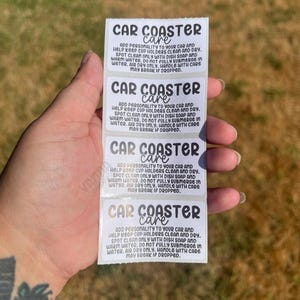 CAR COASTER
care
ADD PERSONALITY TO YOUR CAR AND
HELP KEEP CUP HOLDERS CLEAN AND DRY.
SPOT CLEAN ONLY WITH DISH SOAP AND
WARM WATER. DO NOT FULLY SUBMERGE IN
WATER. AIR DRY ONLY. HANDLE WITH CARE
MAY BREAK IF DROPPED.
CAR COASTER
care
ADD PERSONALITY TO YOUR CAR AND
HELP KEEP CUP HOLDERS CLEAN AND DRY.
SPOT CLEAN ONLY WITH DISH SOAP AND
WARM WATER. DO NOT FULLY SUBMERGE IN
WATER. AIR DRY ONLY. HANDLE WITH CARE
MAY BREAK IF DROPPED.
CAR COASTER
care
ADD PERSONALITY TO YOUR CAR AND
HELP KEEP CUP HOLDERS CLEAN AND DRY.
SPOT CLEAN ONLY WITH DISH SOAP AND
WARM WATER. DO NOT FULLY SUBMERGE IN
WATER. AIR DRY ONLY. HANDLE WITH CARE
MAY BREAK IF DROPPED.
CAR COASTER
care
ADD PERSONALITY TO YOUR CAR AND
HELP KEEP CUP HOLDERS CLEAN AND DRY.
SPOT CLEAN ONLY WITH DISH SOAP AND
WARM WATER. DO NOT FULLY SUBMERGE IN
WATER. AIR DRY ONLY. HANDLE WITH CARE
MAY BREAK IF DROPPED.